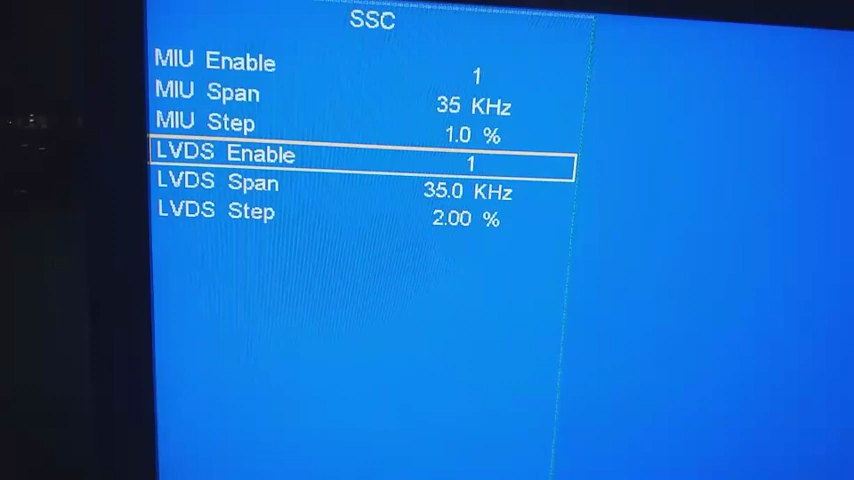 SSC
MIU Enable 1
MIU Span 35 KHz
MIU Step 1.0 %
LVDS Enable 1
LVDS Span 35.0 KHz
LVDS Step 2.00 %